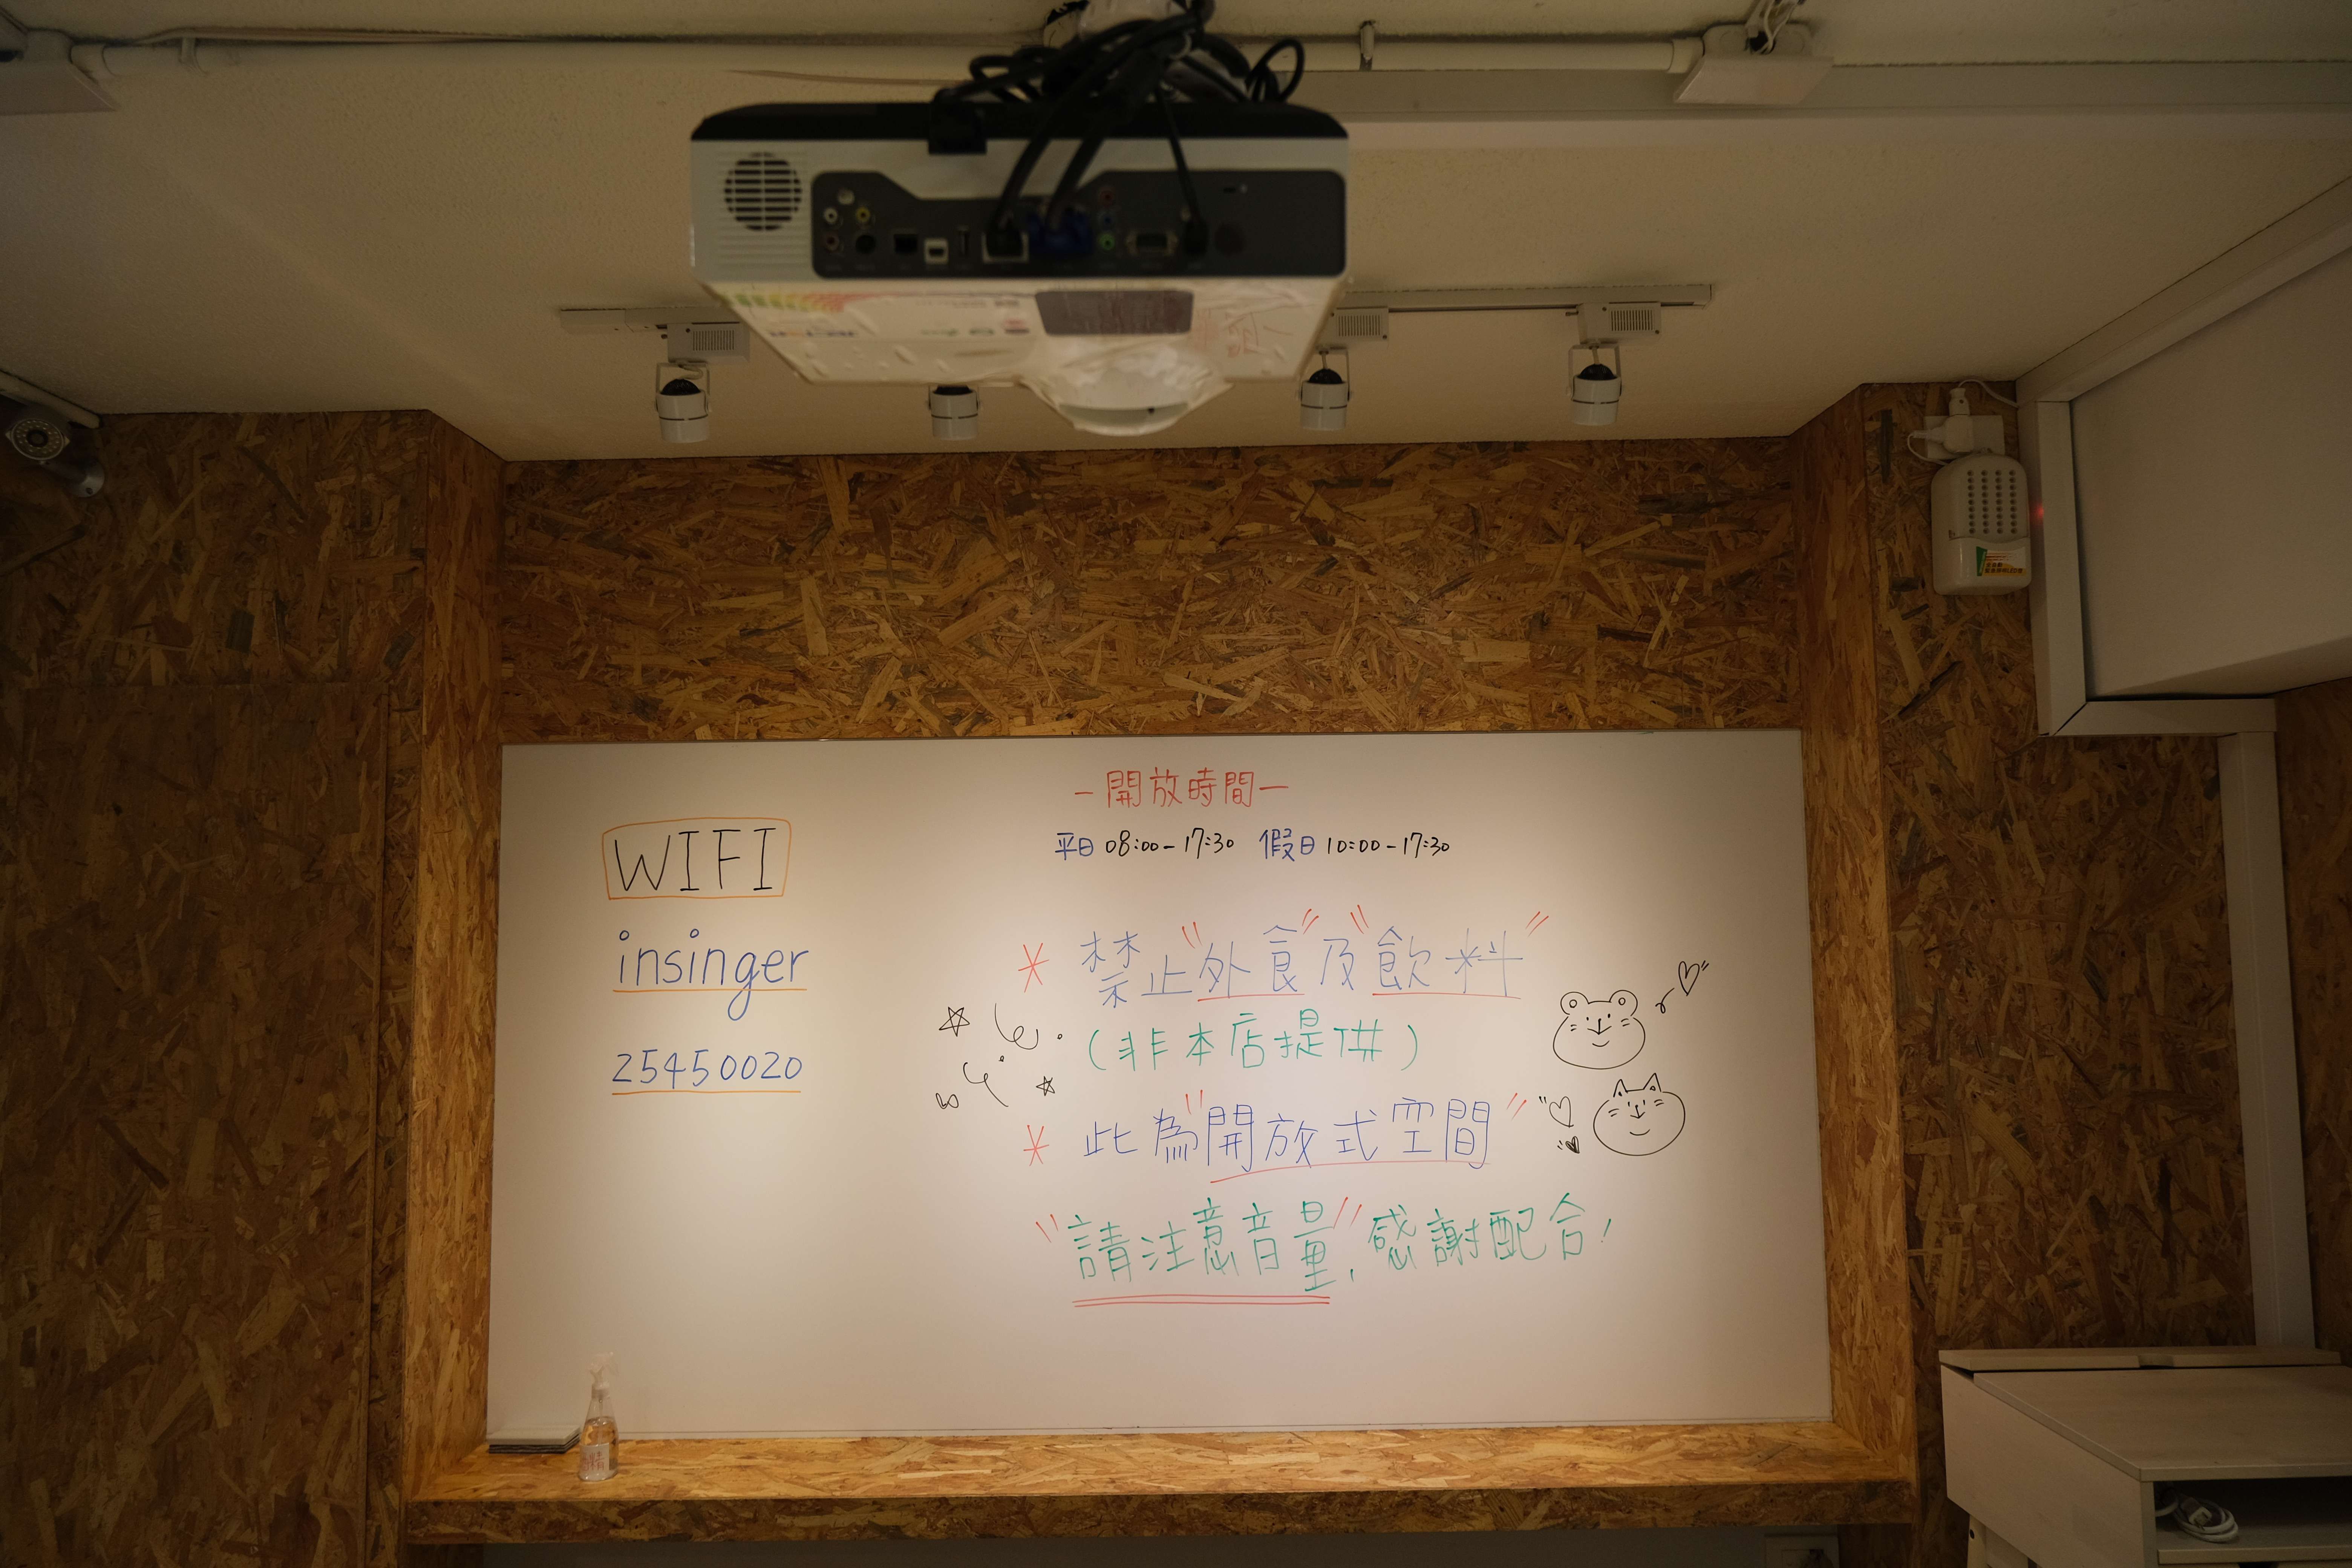 WIFI
insinger
25450020
－開放時間－
平日 08:00-17:30 假日 10:00-17:30
* 禁止"外食"及"飲料"
(非本店提供)
* 此為"開放式空間"
"請注意音量", 感謝配合!